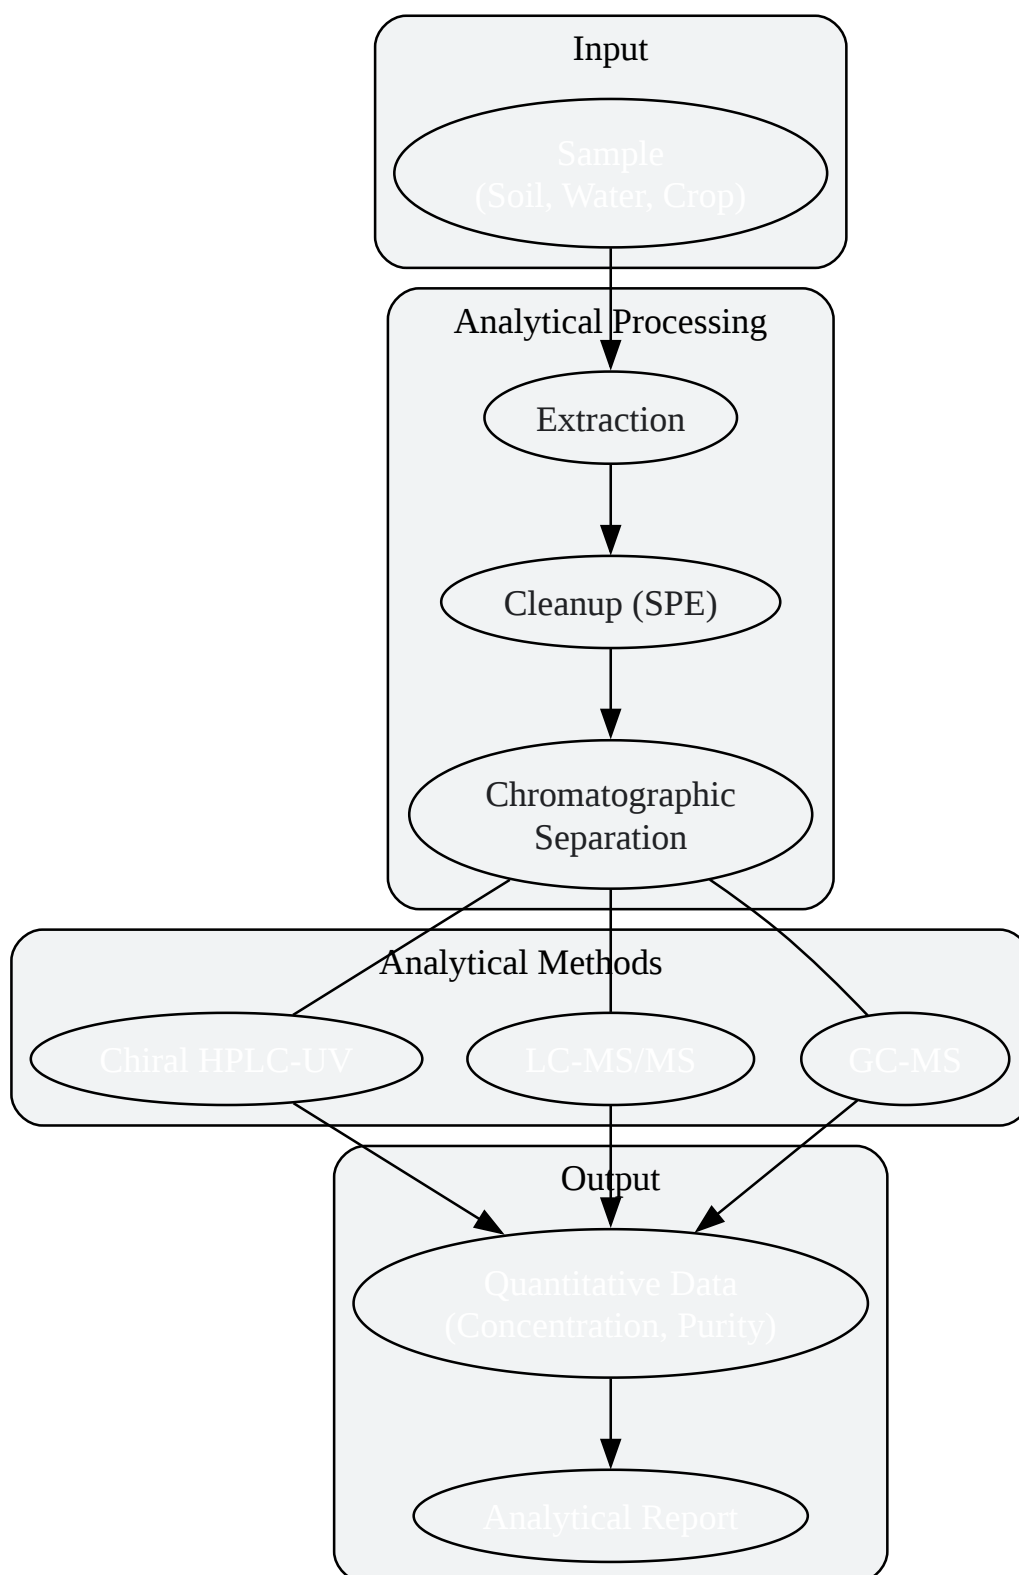 Input
Sample
(Soil, Water, Crop)
Analytical Processing
Extraction
Cleanup (SPE)
Chromatographic
Separation
Analytical Methods
Chiral HPLC-UV
LC-MS/MS
GC-MS
Output
Quantitative Data
(Concentration, Purity)
Analytical Report